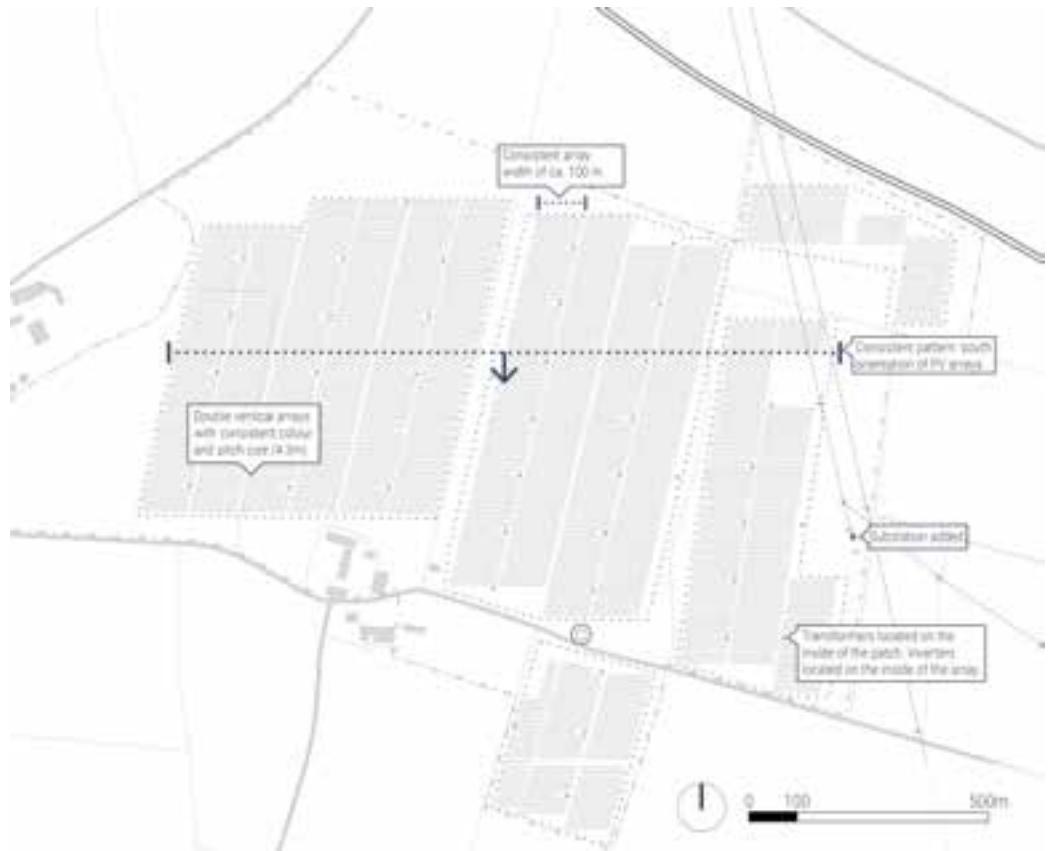 Consistent array
width of ca. 100 m.
Consistent pattern: south
orientation of PV arrays
Double vertical arrays
with consistent colour
and pitch size (4.3m)
Substation added
Transformers located on the
inside of the patch. Inverters
located on the inside of the array.
0 100 500m